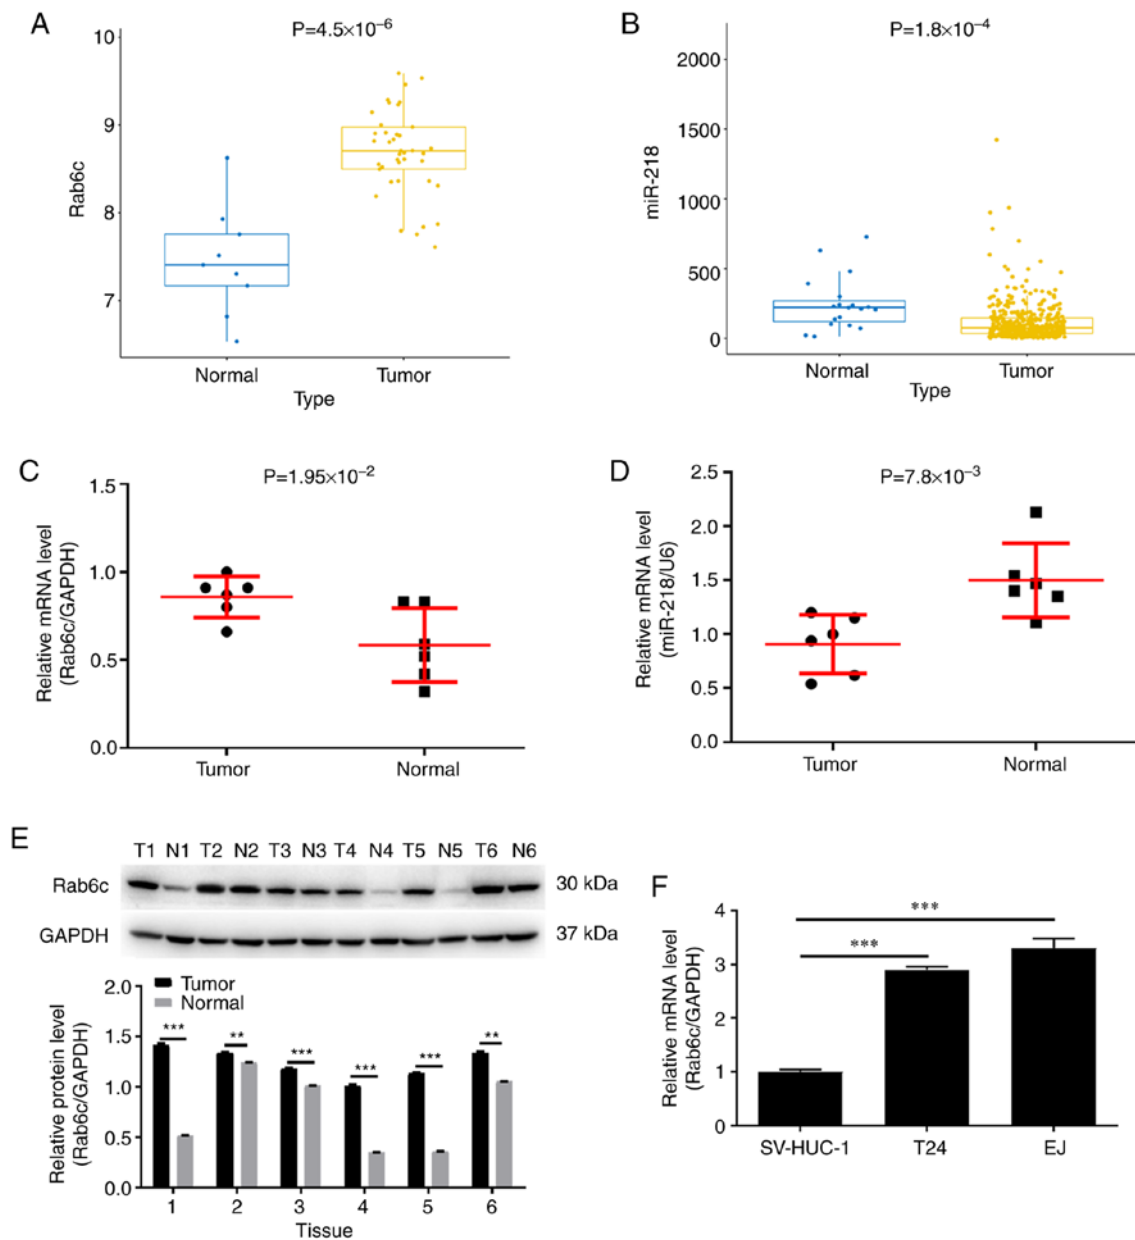 A
P=4.5×10⁻⁶
Rab6c
10
9
8
7
Normal
Tumor
Type
B
P=1.8×10⁻⁴
miR-218
2000
1500
1000
500
0
Normal
Tumor
Type
C
P=1.95×10⁻²
Relative mRNA level
(Rab6c/GAPDH)
1.5
1.0
0.5
0.0
Tumor
Normal
D
P=7.8×10⁻³
Relative mRNA level
(miR-218/U6)
2.5
2.0
1.5
1.0
0.5
0.0
Tumor
Normal
E
T1 N1 T2 N2 T3 N3 T4 N4 T5 N5 T6 N6
Rab6c
30 kDa
GAPDH
37 kDa
Relative protein level
(Rab6c/GAPDH)
2.0
1.5
1.0
0.5
0.0
Tumor
Normal
*** ** *** *** *** **
1 2 3 4 5 6
Tissue
F
Relative mRNA level
(Rab6c/GAPDH)
4
3
2
1
0
***
***
SV-HUC-1 T24 EJ